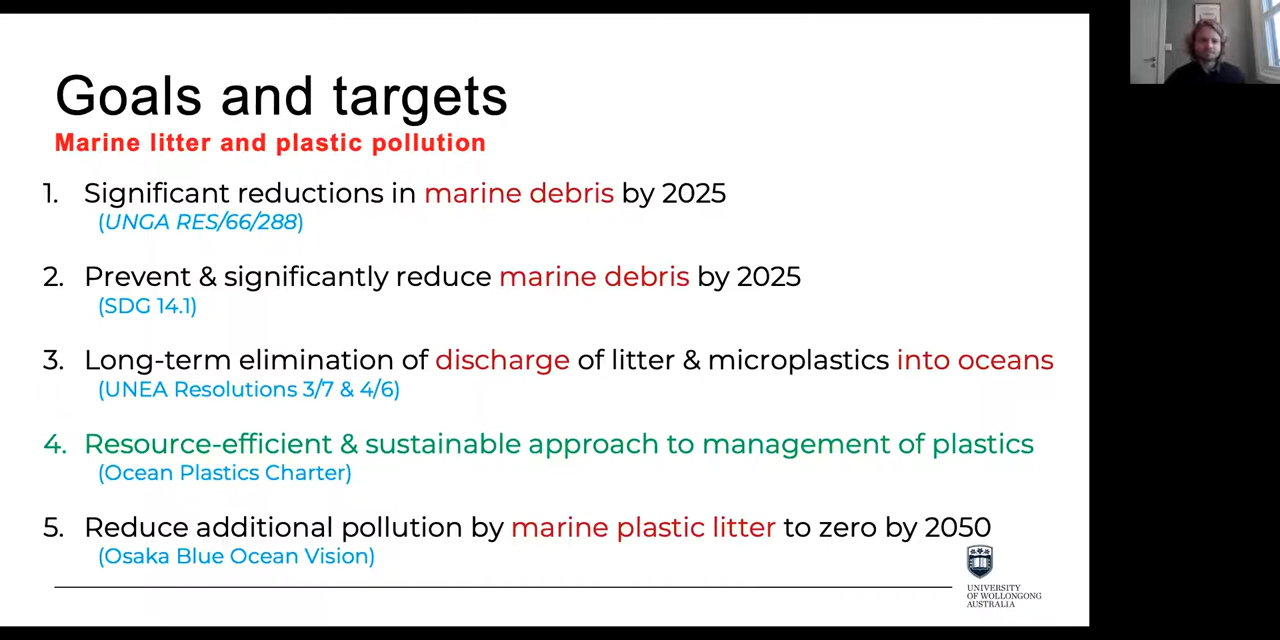 Goals and targets
Marine litter and plastic pollution
1. Significant reductions in marine debris by 2025
(UNGA RES/66/288)
2. Prevent & significantly reduce marine debris by 2025
(SDG 14.1)
3. Long-term elimination of discharge of litter & microplastics into oceans
(UNEA Resolutions 3/7 & 4/6)
4. Resource-efficient & sustainable approach to management of plastics
(Ocean Plastics Charter)
5. Reduce additional pollution by marine plastic litter to zero by 2050
(Osaka Blue Ocean Vision)
UNIVERSITY
OF WOLLONGONG
AUSTRALIA